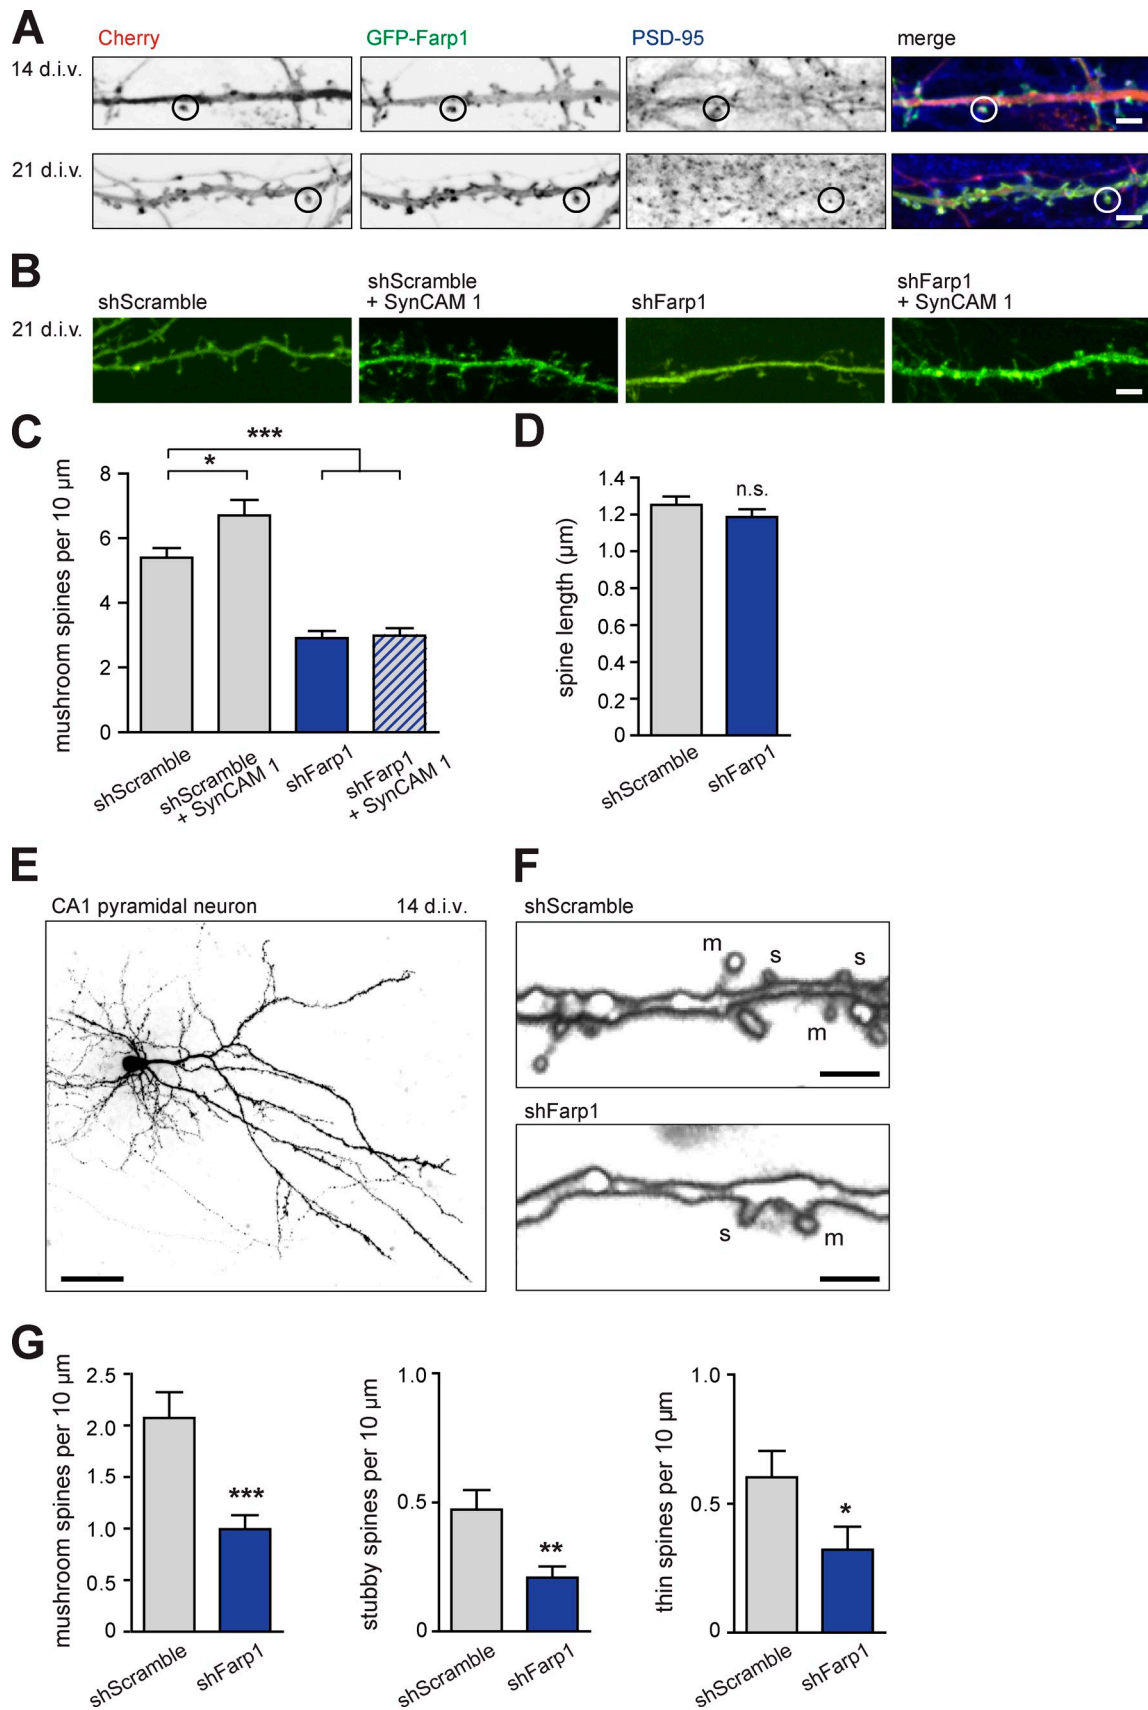 A
Cherry
GFP-Farp1
PSD-95
merge
14 d.i.v.
21 d.i.v.
B
shScramble
shScramble
+ SynCAM 1
shFarp1
shFarp1
+ SynCAM 1
21 d.i.v.
C
mushroom spines per 10 µm
8
6
4
2
0
***
*
shScramble
shScramble
+ SynCAM 1
shFarp1
shFarp1
+ SynCAM 1
D
spine length (µm)
1.4
1.2
1.0
0.8
0.6
0.4
0.2
0
n.s.
shScramble
shFarp1
E
CA1 pyramidal neuron
14 d.i.v.
F
shScramble
m
s
s
m
shFarp1
s
m
G
mushroom spines per 10 µm
2.5
2.0
1.5
1.0
0.5
0
***
shScramble
shFarp1
stubby spines per 10 µm
1.0
0.5
0
**
shScramble
shFarp1
thin spines per 10 µm
1.0
0.5
0
*
shScramble
shFarp1